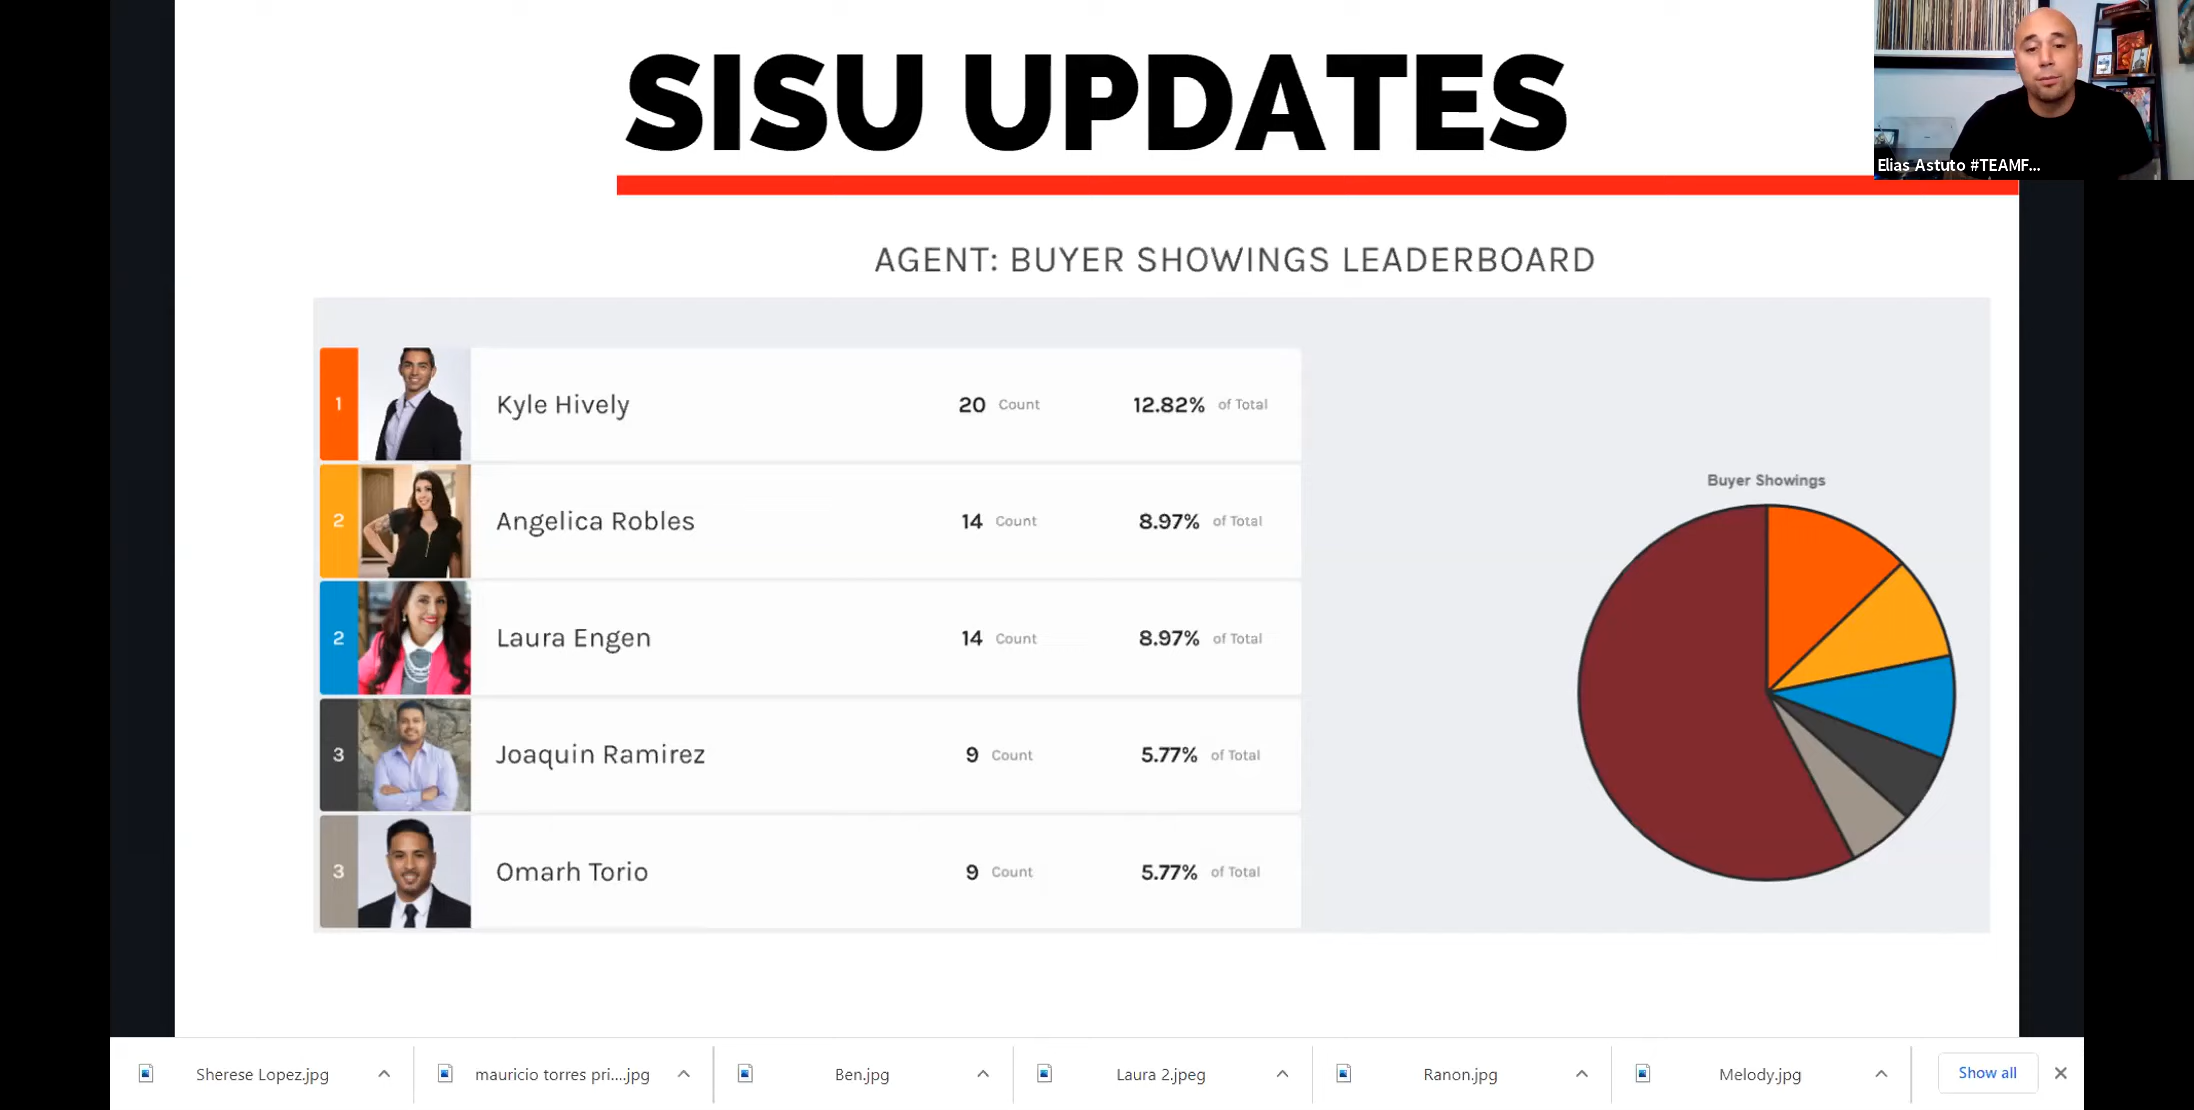 SISU UPDATES
Elias Astuto #TEAMF...
AGENT: BUYER SHOWINGS LEADERBOARD
1 Kyle Hively 20 Count 12.82% of Total
2 Angelica Robles 14 Count 8.97% of Total
2 Laura Engen 14 Count 8.97% of Total
3 Joaquin Ramirez 9 Count 5.77% of Total
3 Omarh Torio 9 Count 5.77% of Total
Buyer Showings
Sherese Lopez.jpg mauricio torres pri....jpg Ben.jpg Laura 2.jpeg Ranon.jpg Melody.jpg Show all